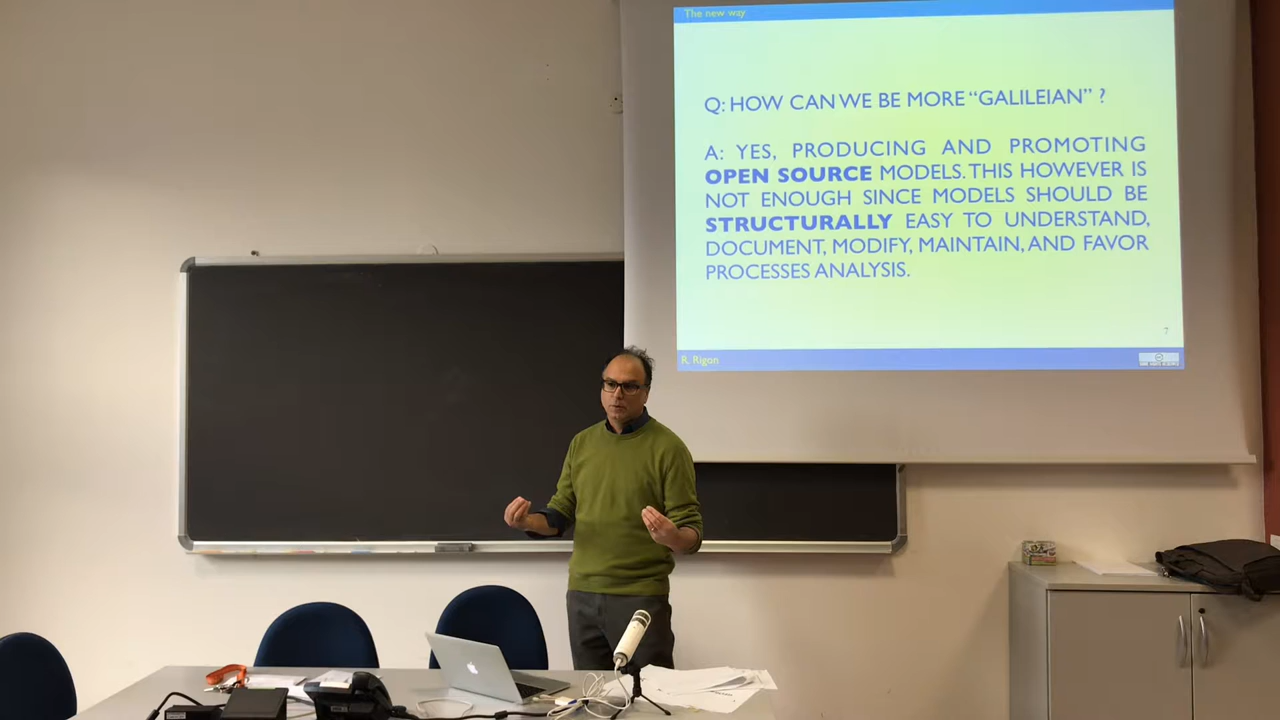 The new way
Q: HOW CAN WE BE MORE “GALILEIAN” ?
A: YES, PRODUCING AND PROMOTING
OPEN SOURCE MODELS. THIS HOWEVER IS
NOT ENOUGH SINCE MODELS SHOULD BE
STRUCTURALLY EASY TO UNDERSTAND,
DOCUMENT, MODIFY, MAINTAIN, AND FAVOR
PROCESSES ANALYSIS.
7
R. Rigon